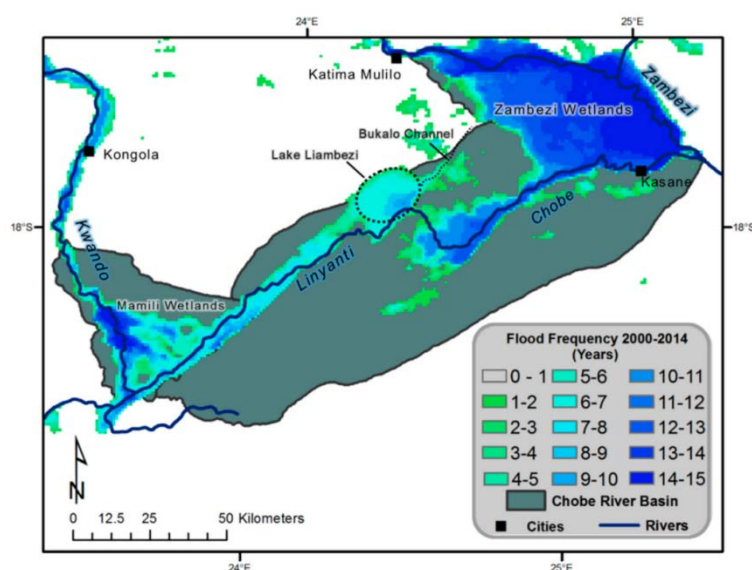 24°E
25°E
Katima Mulilo
Zambezi
Zambezi Wetlands
Bukalo Channel
Kongola
Lake Liambezi
Kasane
18°S
18°S
Chobe
Kwando
Linyanti
Mamili Wetlands
Flood Frequency 2000-2014
(Years)
0 - 1
5-6
10-11
1-2
6-7
11-12
2-3
7-8
12-13
3-4
8-9
13-14
4-5
9-10
14-15
Chobe River Basin
Cities
Rivers
N
0 12.5 25 50 Kilometers
24°E
25°E